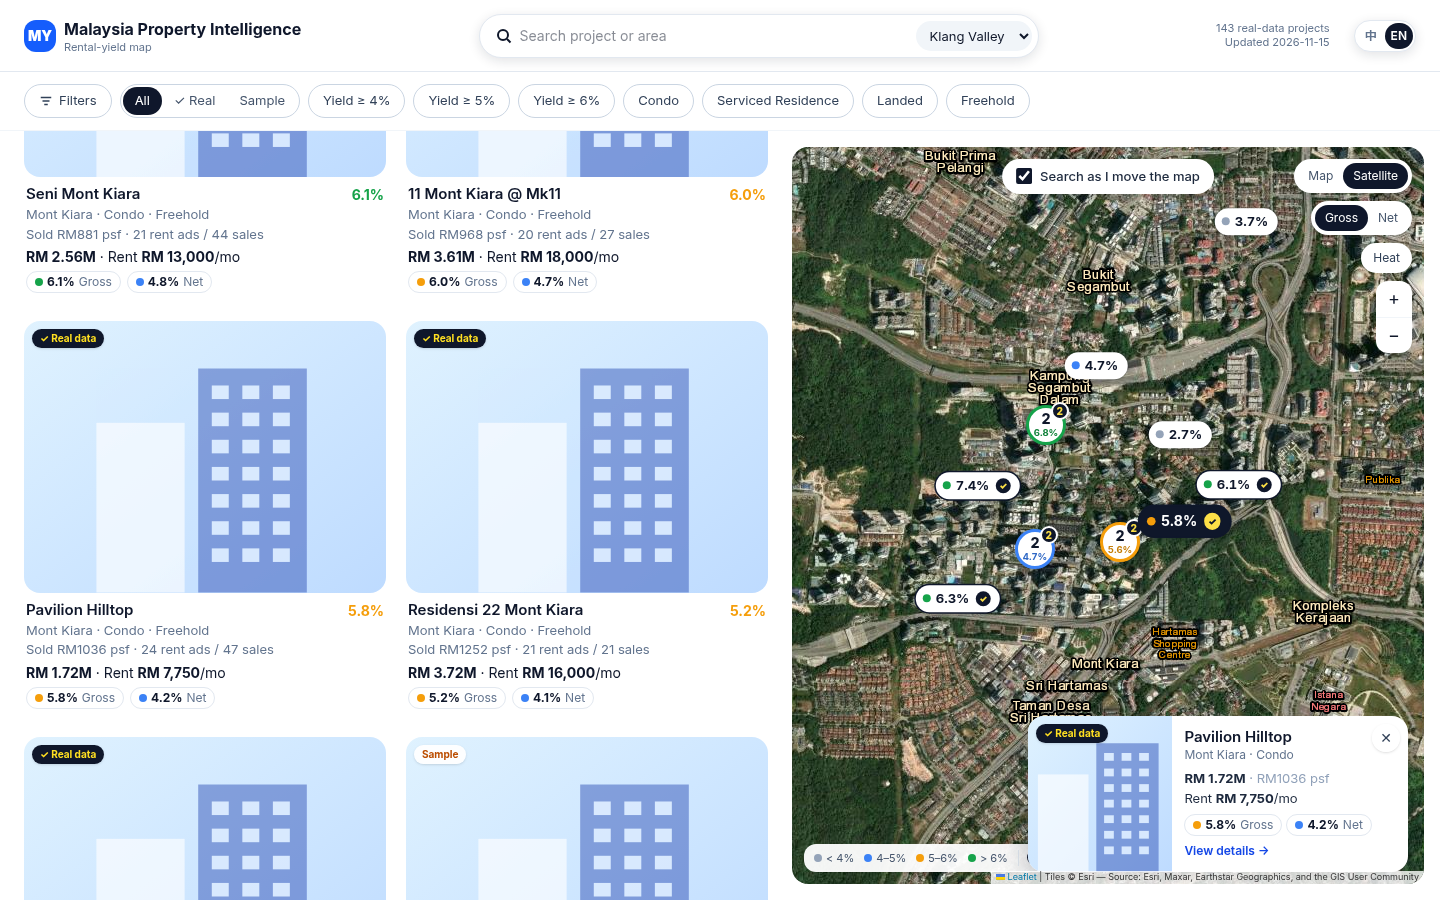 MY
Malaysia Property Intelligence
Rental-yield map
Search project or area
Klang Valley
143 real-data projects
Updated 2026-11-15
中 EN
Filters
All ✓ Real Sample
Yield ≥ 4%
Yield ≥ 5%
Yield ≥ 6%
Condo
Serviced Residence
Landed
Freehold
Seni Mont Kiara 6.1%
Mont Kiara · Condo · Freehold
Sold RM881 psf · 21 rent ads / 44 sales
RM 2.56M · Rent RM 13,000/mo
6.1% Gross 4.8% Net
11 Mont Kiara @ Mk11 6.0%
Mont Kiara · Condo · Freehold
Sold RM968 psf · 20 rent ads / 27 sales
RM 3.61M · Rent RM 18,000/mo
6.0% Gross 4.7% Net
✓ Real data
Pavilion Hilltop 5.8%
Mont Kiara · Condo · Freehold
Sold RM1036 psf · 24 rent ads / 47 sales
RM 1.72M · Rent RM 7,750/mo
5.8% Gross 4.2% Net
✓ Real data
Residensi 22 Mont Kiara 5.2%
Mont Kiara · Condo · Freehold
Sold RM1252 psf · 21 rent ads / 21 sales
RM 3.72M · Rent RM 16,000/mo
5.2% Gross 4.1% Net
✓ Real data
Sample
Bukit Prima
Pelangi
Search as I move the map
Map Satellite
Gross Net
Heat
+
−
3.7%
Bukit
Segambut
4.7%
Segambut
Dalam
2 2
6.8%
2.7%
7.4% ✓
6.1% ✓
Publika
5.8% ✓
2 2
4.7%
2 2
5.6%
6.3% ✓
Kompleks
Kerajaan
Hartamas
Shopping
Centre
Mont Kiara
Sri Hartamas
Istana
Negara
Taman Desa
Sri Hartamas
✓ Real data
Pavilion Hilltop
Mont Kiara · Condo
RM 1.72M · RM1036 psf
Rent RM 7,750/mo
5.8% Gross 4.2% Net
View details →
✕
< 4% 4–5% 5–6% > 6%
Leaflet | Tiles © Esri — Source: Esri, Maxar, Earthstar Geographics, and the GIS User Community